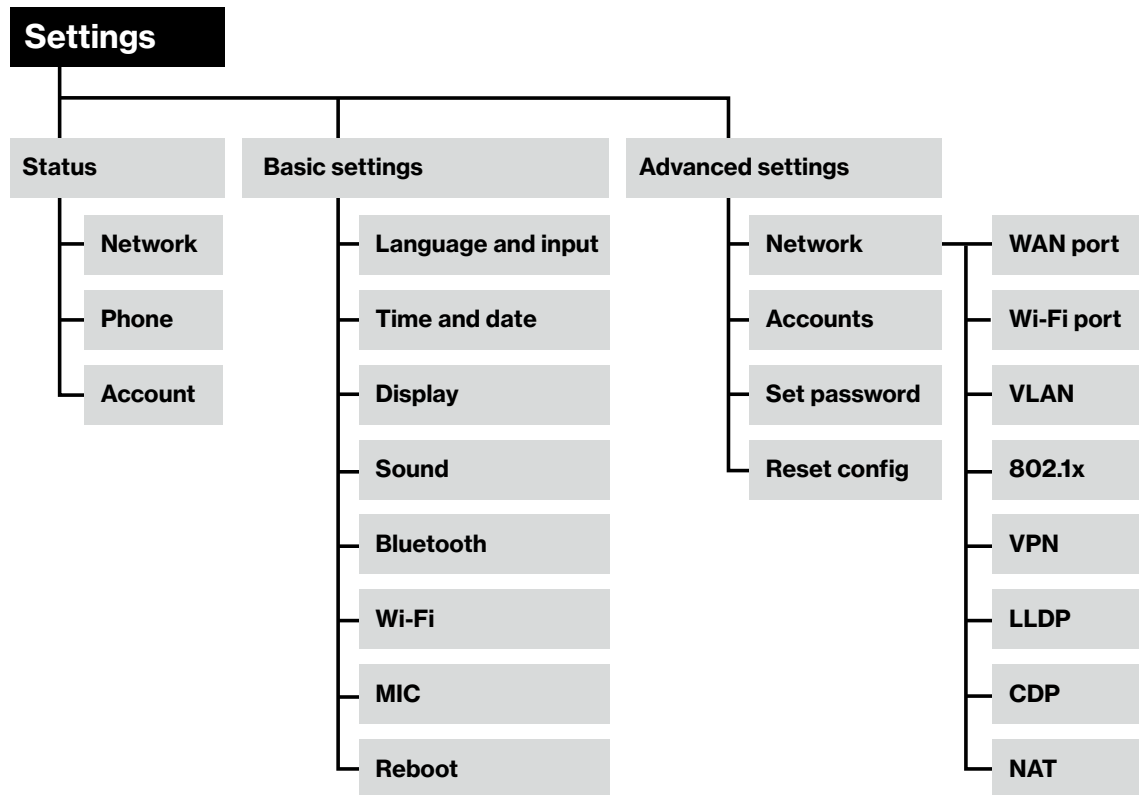 Settings
Status
Network
Phone
Account
Basic settings
Language and input
Time and date
Display
Sound
Bluetooth
Wi-Fi
MIC
Reboot
Advanced settings
Network
Accounts
Set password
Reset config
WAN port
Wi-Fi port
VLAN
802.1x
VPN
LLDP
CDP
NAT